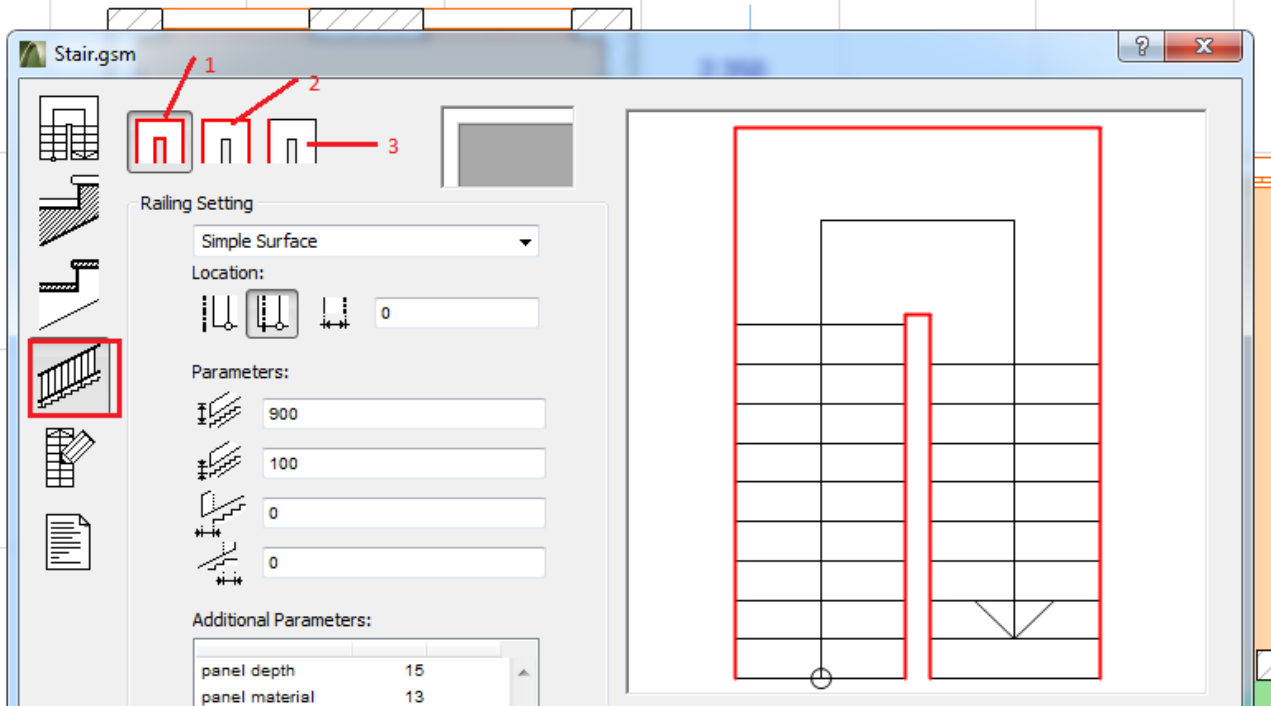 Stair.gsm
1
2
3
Railing Setting
Simple Surface
Location:
0
Parameters:
900
100
0
0
Additional Parameters:
panel depth 15
panel material 13